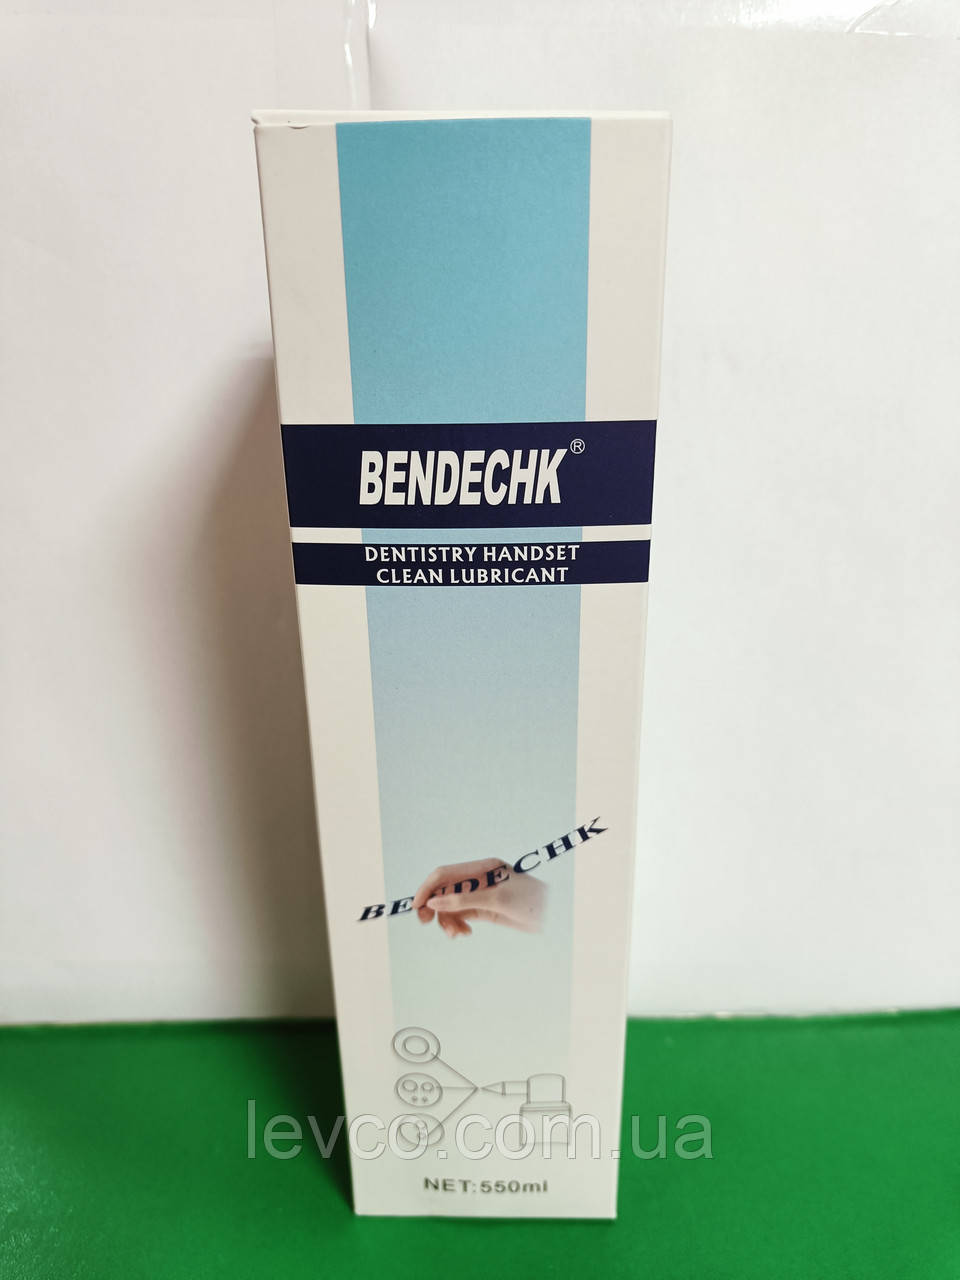 BENDECHK®
DENTISTRY HANDSET
CLEAN LUBRICANT
BENDECHK
levco.com.ua
NET:550ml